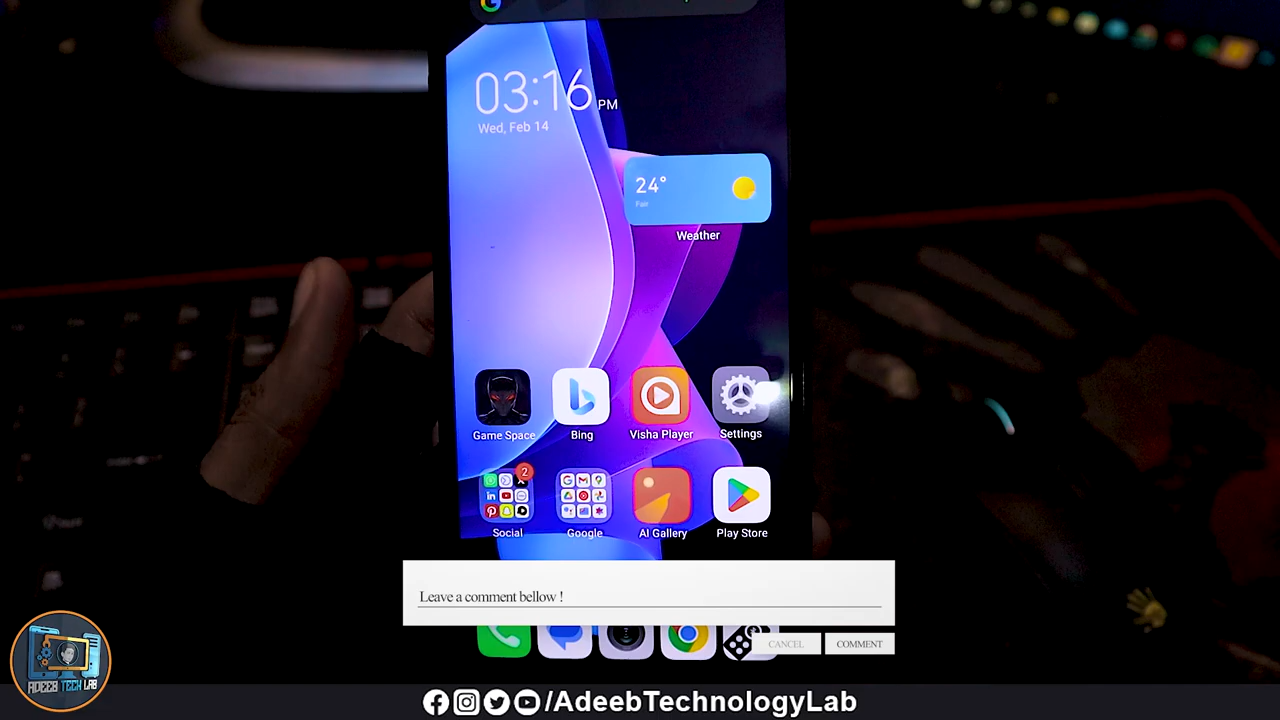 03:16 PM
Wed, Feb 14
24°
Fair
Weather
Game Space
Bing
Visha Player
Settings
2
Social
Google
AI Gallery
Play Store
Leave a comment bellow !
CANCEL
COMMENT
ADEEB TECH LAB
/AdeebTechnologyLab